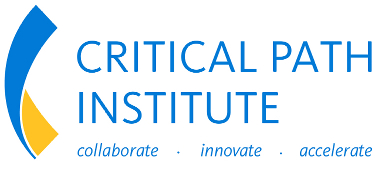 CRITICAL PATH
INSTITUTE
collaborate · innovate · accelerate